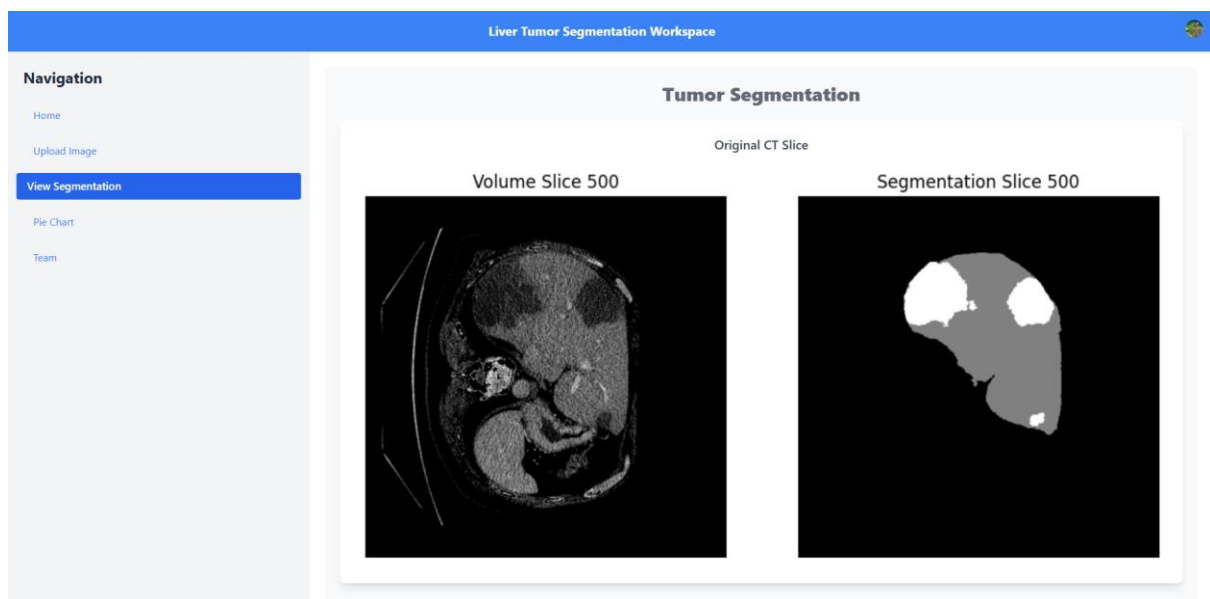 Liver Tumor Segmentation Workspace
Navigation
Home
Upload Image
View Segmentation
Pie Chart
Team
Tumor Segmentation
Original CT Slice
Volume Slice 500
Segmentation Slice 500